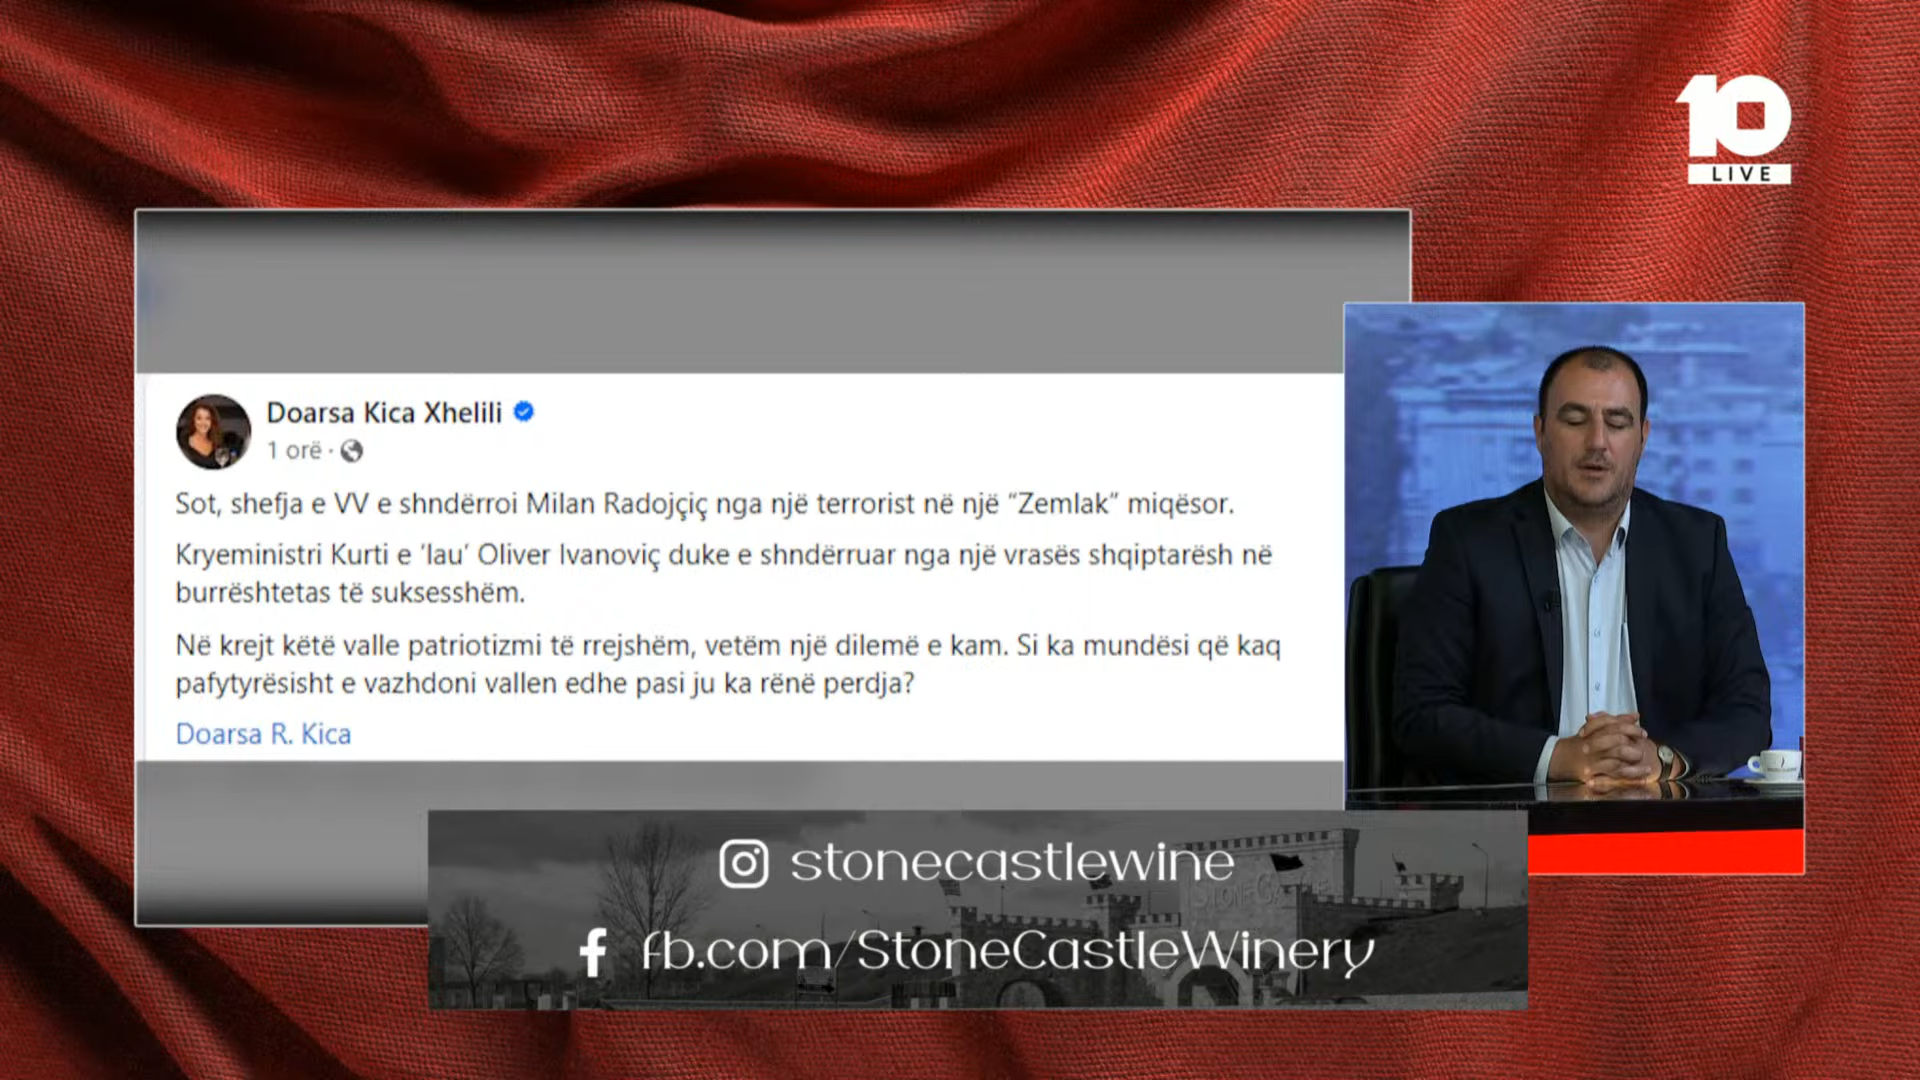 10
LIVE
Doarsa Kica Xhelili
1 orë ·
Sot, shefja e VV e shndërroi Milan Radojçiç nga një terrorist në një “Zemlak” miqësor.
Kryeministri Kurti e ‘lau’ Oliver Ivanoviç duke e shndërruar nga një vrasës shqiptarësh në
burrështetas të suksesshëm.
Në krejt këtë valle patriotizmi të rrejshëm, vetëm një dilemë e kam. Si ka mundësi që kaq
pafytyrësisht e vazhdoni vallen edhe pasi ju ka rënë perdja?
Doarsa R. Kica
stonecastlewine
STONE CASTLE
fb.com/StoneCastleWinery